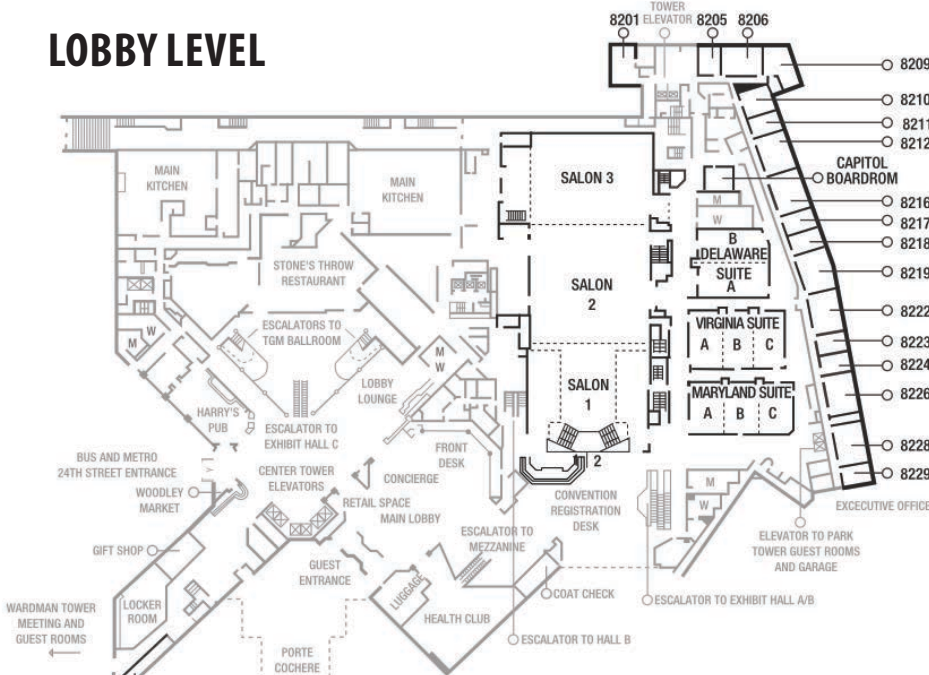 LOBBY LEVEL
TOWER
ELEVATOR
8201
8205
8206
8209
8210
8211
8212
CAPITOL
BOARDROM
8216
8217
8218
8219
8222
8223
8224
8226
8228
8229
EXCECUTIVE OFFICE
MAIN
KITCHEN
MAIN
KITCHEN
SALON 3
SALON
2
SALON
1
2
M
W
B
DELAWARE
SUITE
A
VIRGINIA SUITE
A B C
MARYLAND SUITE
A B C
STONE'S THROW
RESTAURANT
ESCALATORS TO
TGM BALLROOM
M
W
M
W
LOBBY
LOUNGE
HARRY'S
PUB
ESCALATOR TO
EXHIBIT HALL C
FRONT
DESK
BUS AND METRO
24TH STREET ENTRANCE
CENTER TOWER
ELEVATORS
CONCIERGE
WOODLEY
MARKET
RETAIL SPACE
MAIN LOBBY
CONVENTION
REGISTRATION
DESK
M
W
GIFT SHOP
GUEST
ENTRANCE
ESCALATOR TO
MEZZANINE
ELEVATOR TO PARK
TOWER GUEST ROOMS
AND GARAGE
LUGGAGE
COAT CHECK
ESCALATOR TO EXHIBIT HALL A/B
WARDMAN TOWER
MEETING AND
GUEST ROOMS
LOCKER
ROOM
HEALTH CLUB
ESCALATOR TO HALL B
PORTE
COCHERE